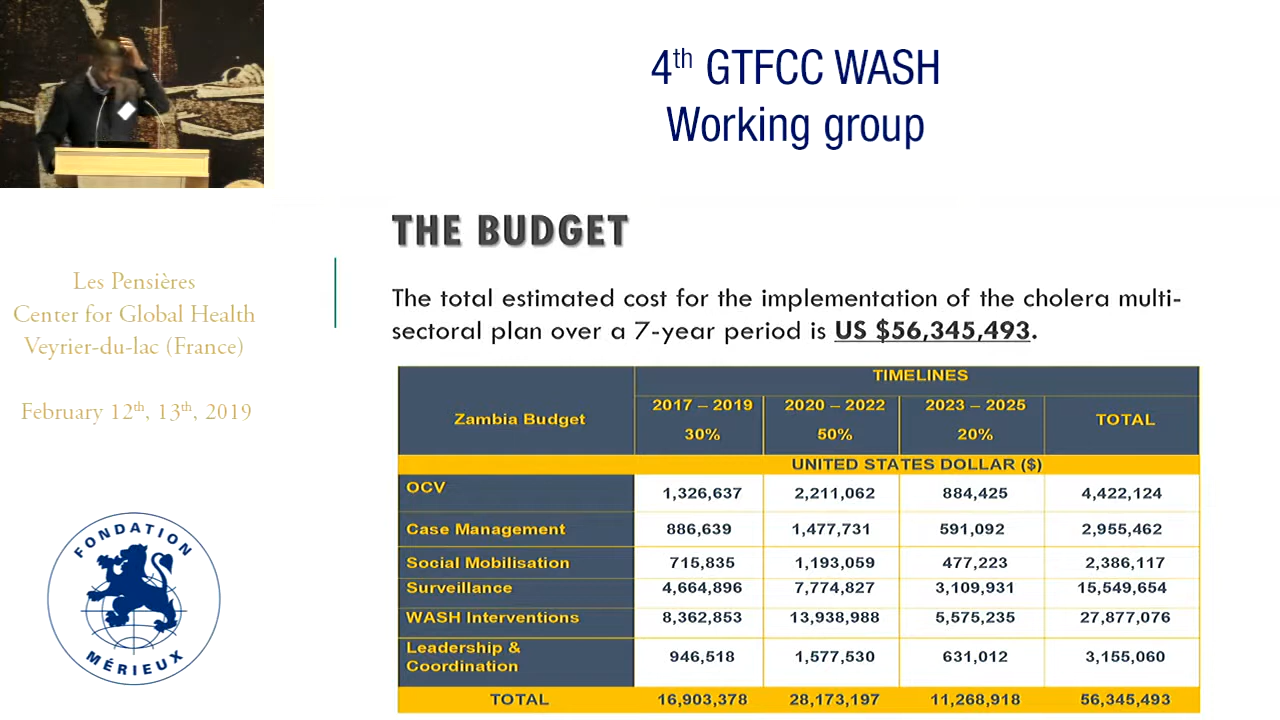 4th GTFCC WASH
Working group
THE BUDGET
Les Pensières
Center for Global Health
Veyrier-du-lac (France)
February 12th, 13th, 2019
The total estimated cost for the implementation of the cholera multi-
sectoral plan over a 7-year period is US $56,345,493.
Zambia Budget
TIMELINES
2017 – 2019 2020 – 2022 2023 – 2025 TOTAL
30% 50% 20%
UNITED STATES DOLLAR ($)
OCV 1,326,637 2,211,062 884,425 4,422,124
Case Management 886,639 1,477,731 591,092 2,955,462
Social Mobilisation 715,835 1,193,059 477,223 2,386,117
Surveillance 4,664,896 7,774,827 3,109,931 15,549,654
WASH Interventions 8,362,853 13,938,988 5,575,235 27,877,076
Leadership &
Coordination 946,518 1,577,530 631,012 3,155,060
TOTAL 16,903,378 28,173,197 11,268,918 56,345,493
FONDATION
MÉRIEUX